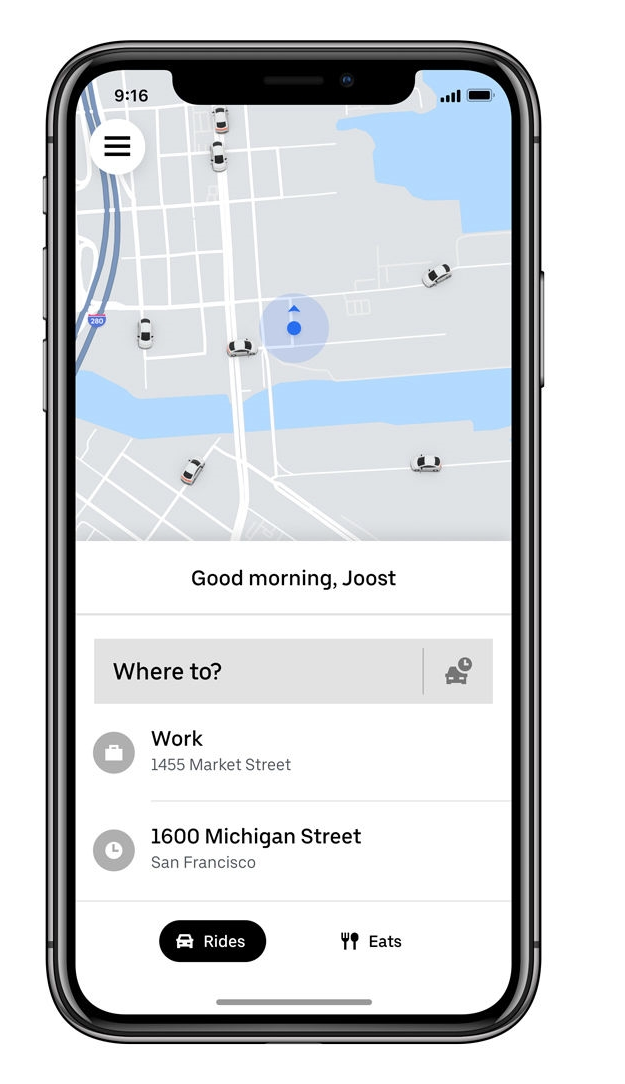 9:16
280
Good morning, Joost
Where to?
Work
1455 Market Street
1600 Michigan Street
San Francisco
Rides
Eats